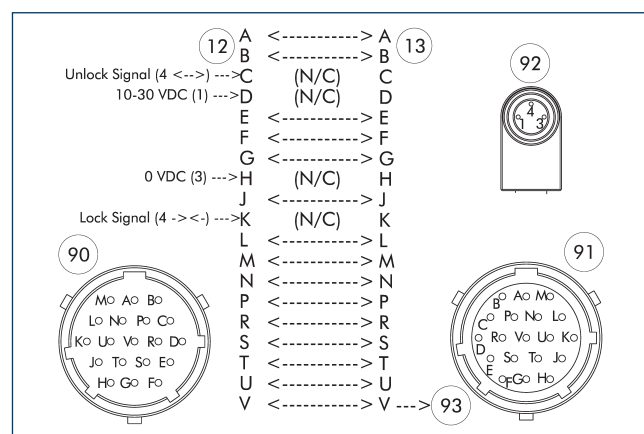 12 A <------------> A 13
B <------------> B
Unlock Signal (4 <-->) --->C (N/C) C
92
10-30 VDC (1) --->D (N/C) D
E <------------> E
4
1 3
F <------------> F
G <------------> G
0 VDC (3) --->H (N/C) H
J <------------> J
Lock Signal (4 -><-) --->K (N/C) K
L <------------> L
90
91
M <------------> M
N <------------> N
P <------------> P
R <------------> R
S <------------> S
T <------------> T
U <------------> U
V <------------> V ---> 93
M A B
L N P C
K U V R D
J T S E
H G F
B A M
C P N L
D R V U K
E S T J
F G H